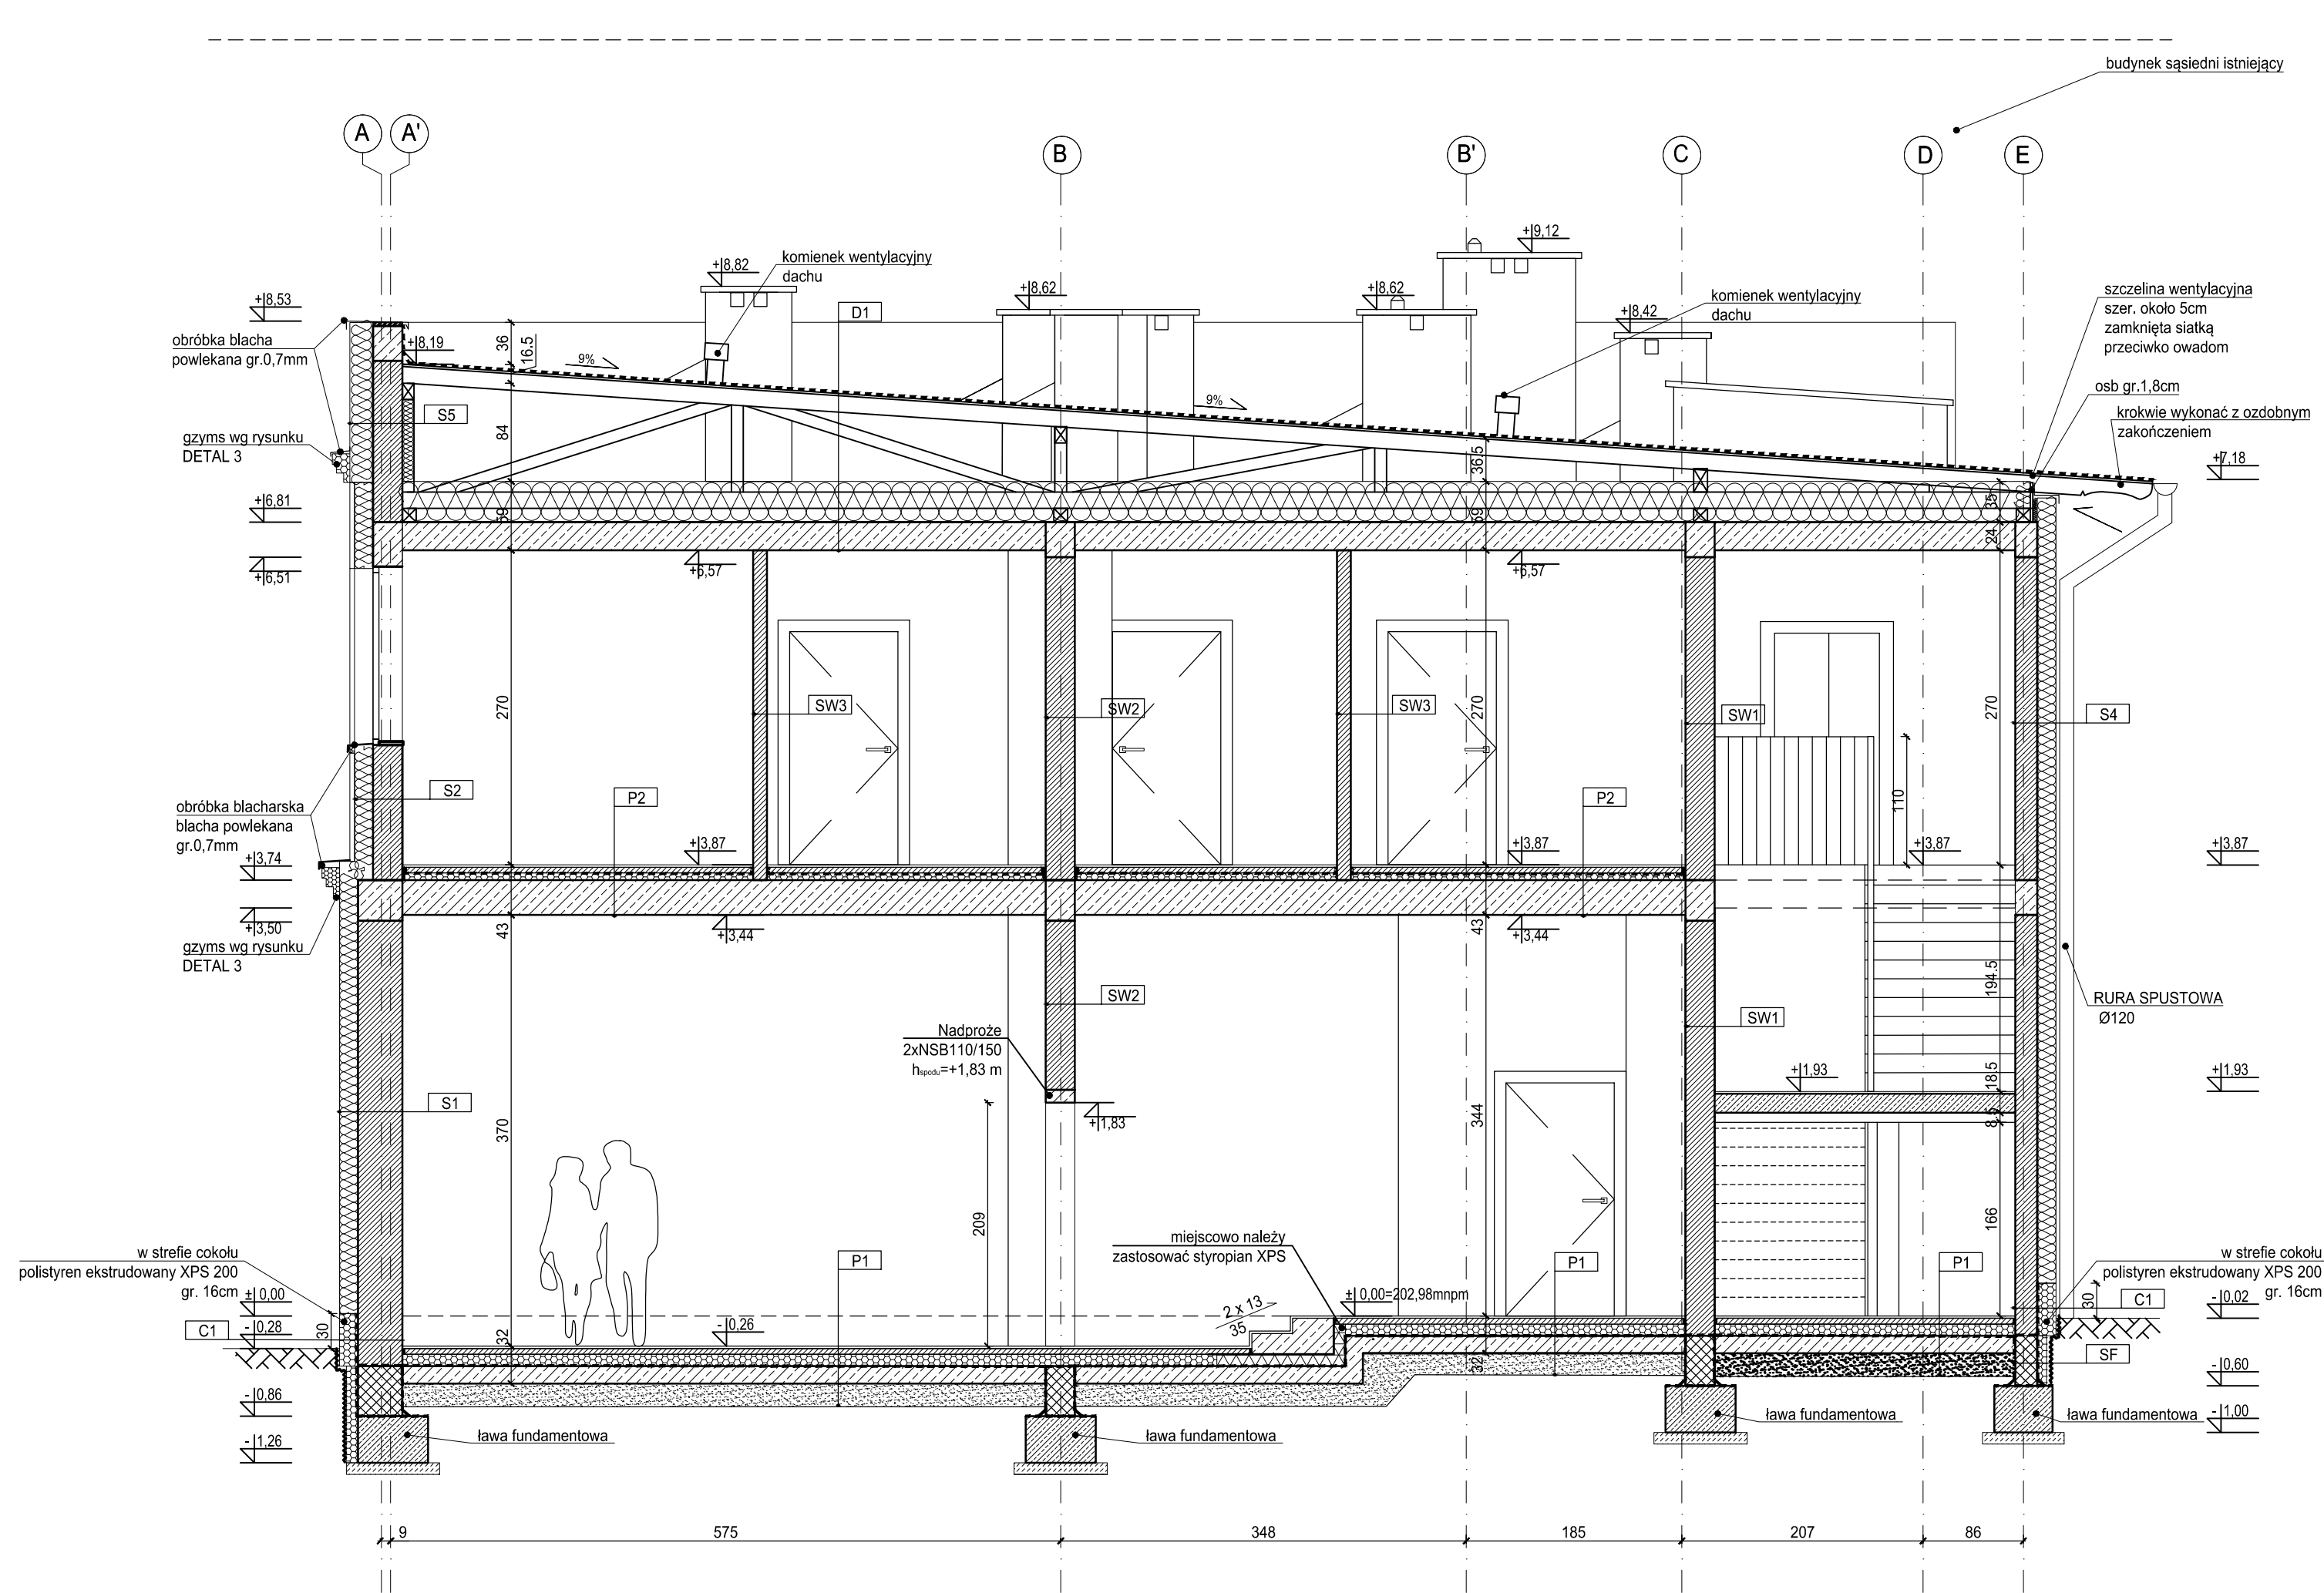 budynek sąsiedni istniejący
A
A'
B
B'
C
D
E
+9,12
+8,82
komienek wentylacyjny
dachu
+8,62
+8,62
+8,42
komienek wentylacyjny
dachu
szczelina wentylacyjna
szer. około 5cm
zamknięta siatką
przeciwko owadom
+8,53
D1
obróbka blacha
powlekana gr.0,7mm
+8,19
36
16.5
9%
9%
osb gr.1,8cm
krokwie wykonać z ozdobnym
zakończeniem
S5
gzyms wg rysunku
DETAL 3
84
36.5
+7,18
+6,81
59
59
35
24
+6,51
+6,57
+6,57
270
SW3
SW2
SW3
270
SW1
270
S4
S2
P2
P2
110
obróbka blacharska
blacha powlekana
gr.0,7mm
+3,74
+3,87
+3,87
+3,87
+3,87
+3,50
43
+3,44
43
+3,44
gzyms wg rysunku
DETAL 3
194.5
SW2
SW1
RURA SPUSTOWA
Ø120
Nadproże
2xNSB110/150
hspodu=+1,83 m
+1,93
18.5
+1,93
S1
370
+1,83
344
8.5
209
166
w strefie cokołu
polistyren ekstrudowany XPS 200
gr. 16cm
miejscowo należy
zastosować styropian XPS
P1
P1
P1
w strefie cokołu
polistyren ekstrudowany XPS 200
gr. 16cm
± 0,00
± 0,00=202,98mnpm
2 x 13
35
C1
-0,28
30
32
-0,26
30
C1
-0,02
32
SF
-0,86
-0,60
-1,26
-1,00
ława fundamentowa
ława fundamentowa
ława fundamentowa
ława fundamentowa
9
575
348
185
207
86